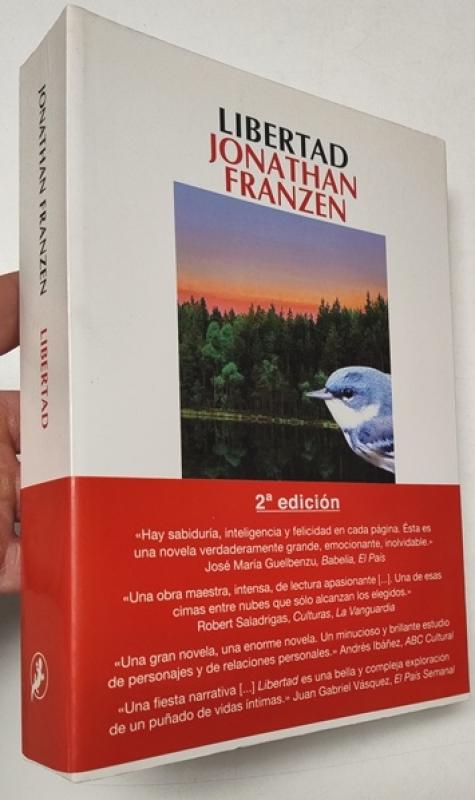 JONATHAN FRANZEN LIBERTAD
LIBERTAD
JONATHAN
FRANZEN
2ª edición
«Hay sabiduría, inteligencia y felicidad en cada página. Ésta es
una novela verdaderamente grande, emocionante, inolvidable.»
José María Guelbenzu, Babelia, El País
«Una obra maestra, intensa, de lectura apasionante [...]. Una de esas
cimas entre nubes que sólo alcanzan los elegidos.»
Robert Saladrigas, Culturas, La Vanguardia
«Una gran novela, una enorme novela. Un minucioso y brillante estudio
de personajes y de relaciones personales.» Andrés Ibáñez, ABC Cultural
«Una fiesta narrativa [...] Libertad es una bella y compleja exploración
de un puñado de vidas íntimas.» Juan Gabriel Vásquez, El País Semanal